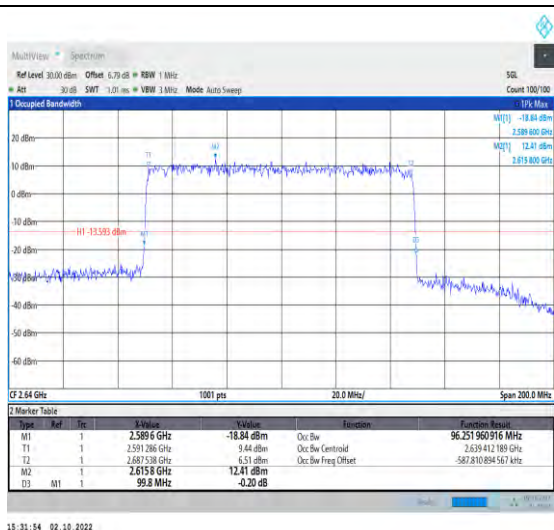 MultiView Spectrum
Ref Level 30.00 dBm Offset 6.79 dB RBW 1 MHz SGL
Att 30 dB SWT 1.01 ms VBW 3 MHz Mode Auto Sweep Count 100/100
1 Occupied Bandwidth 1Pk Max
M1[1] -18.84 dBm
2.589 600 GHz
M2[1] 12.41 dBm
2.615 800 GHz
20 dBm
T1 M2 T2
10 dBm
0 dBm
-10 dBm
H1 -13.593 dBm
M1 D3
-20 dBm
-30 dBm
-40 dBm
-50 dBm
-60 dBm
CF 2.64 GHz 1001 pts 20.0 MHz/ Span 200.0 MHz
2 Marker Table
Type Ref Trc X-Value Y-Value Function Function Result
M1 1 2.589 6 GHz -18.84 dBm Occ Bw 96.251 960 916 MHz
T1 1 2.591 286 GHz 9.44 dBm Occ Bw Centroid 2.639 412 189 GHz
T2 1 2.687 538 GHz 6.51 dBm Occ Bw Freq Offset -587.810 894 567 kHz
M2 1 2.615 8 GHz 12.41 dBm
D3 M1 1 99.8 MHz -0.20 dB
15:31:54 02.10.2022